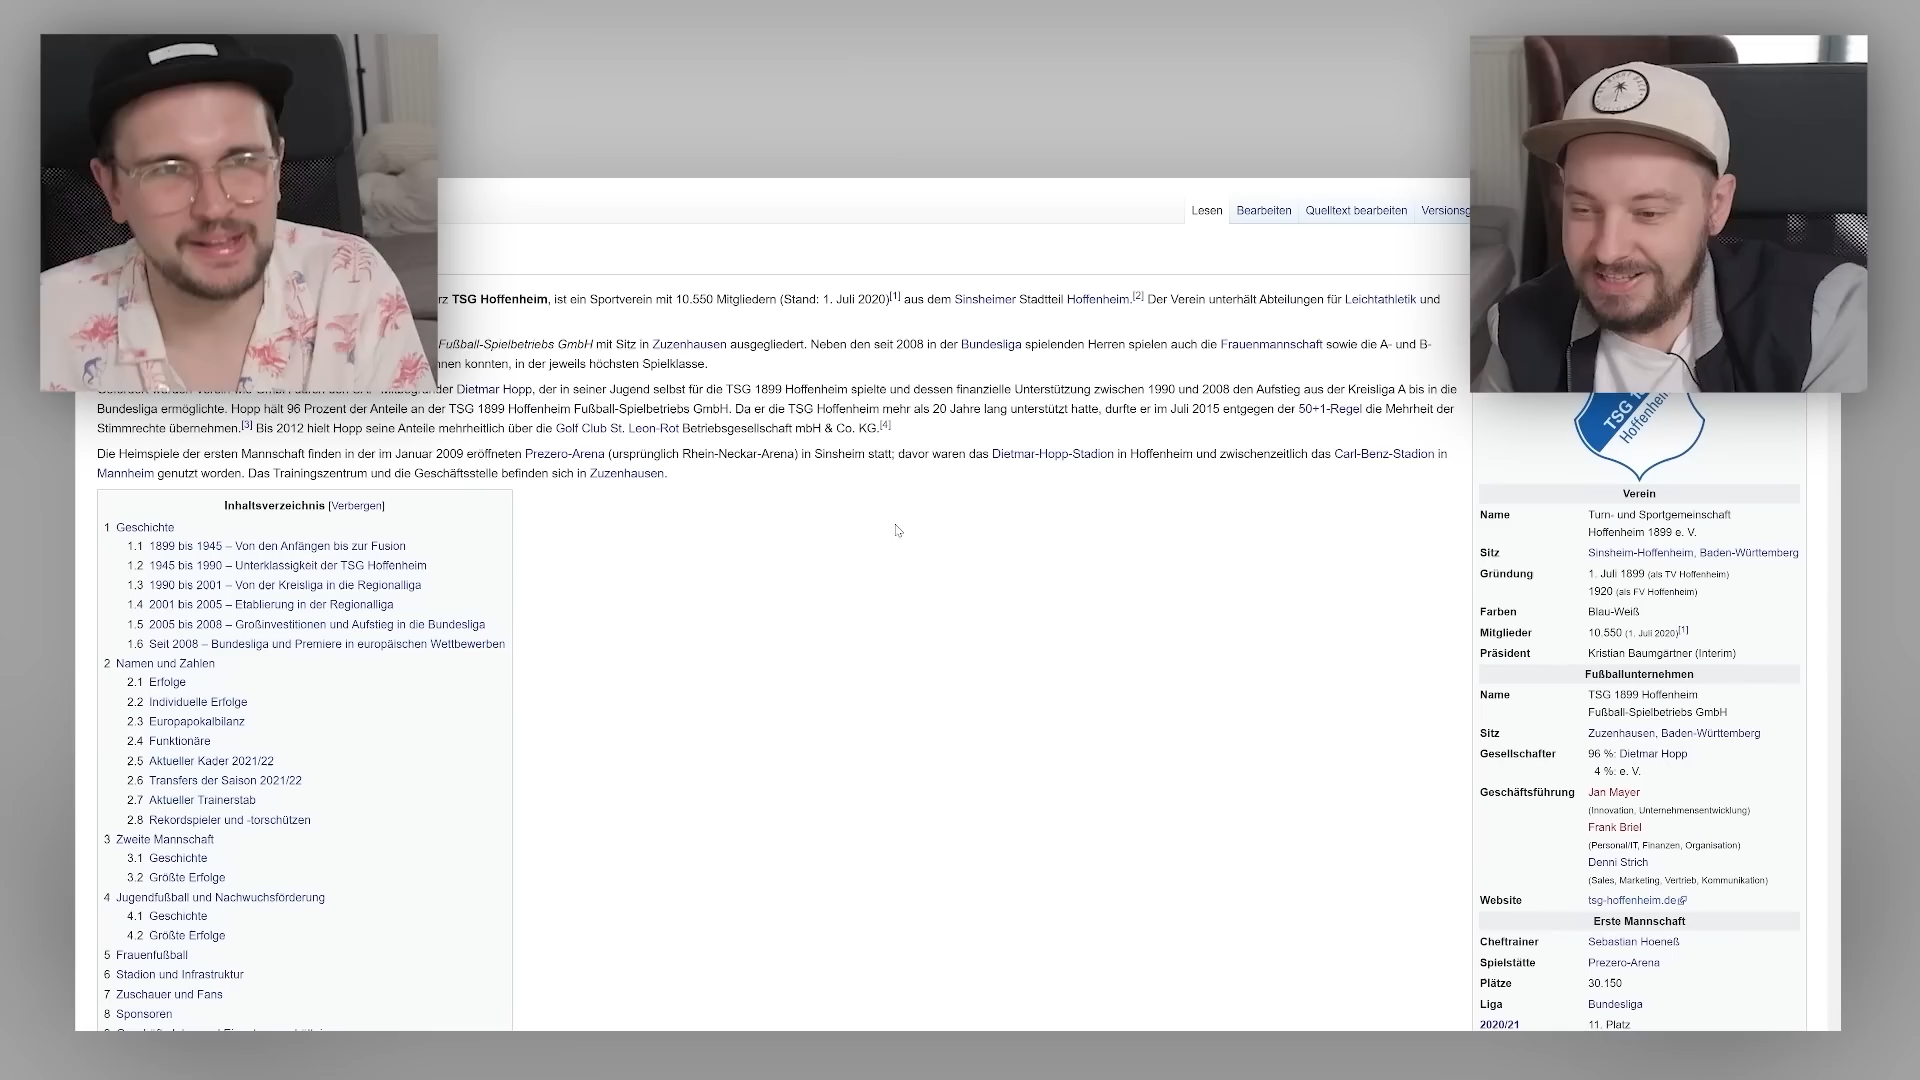 Lesen Bearbeiten Quelltext bearbeiten Versionsg
rz TSG Hoffenheim, ist ein Sportverein mit 10.550 Mitgliedern (Stand: 1. Juli 2020)[1] aus dem Sinsheimer Stadtteil Hoffenheim.[2] Der Verein unterhält Abteilungen für Leichtathletik und
Fußball-Spielbetriebs GmbH mit Sitz in Zuzenhausen ausgegliedert. Neben den seit 2008 in der Bundesliga spielenden Herren spielen auch die Frauenmannschaft sowie die A- und B-
nnen konnten, in der jeweils höchsten Spielklasse.
der Dietmar Hopp, der in seiner Jugend selbst für die TSG 1899 Hoffenheim spielte und dessen finanzielle Unterstützung zwischen 1990 und 2008 den Aufstieg aus der Kreisliga A bis in die
Bundesliga ermöglichte. Hopp hält 96 Prozent der Anteile an der TSG 1899 Hoffenheim Fußball-Spielbetriebs GmbH. Da er die TSG Hoffenheim mehr als 20 Jahre lang unterstützt hatte, durfte er im Juli 2015 entgegen der 50+1-Regel die Mehrheit der
Stimmrechte übernehmen.[3] Bis 2012 hielt Hopp seine Anteile mehrheitlich über die Golf Club St. Leon-Rot Betriebsgesellschaft mbH & Co. KG.[4]
Die Heimspiele der ersten Mannschaft finden in der im Januar 2009 eröffneten Prezero-Arena (ursprünglich Rhein-Neckar-Arena) in Sinsheim statt; davor waren das Dietmar-Hopp-Stadion in Hoffenheim und zwischenzeitlich das Carl-Benz-Stadion in
Mannheim genutzt worden. Das Trainingszentrum und die Geschäftsstelle befinden sich in Zuzenhausen.
Inhaltsverzeichnis [Verbergen]
1 Geschichte
1.1 1899 bis 1945 – Von den Anfängen bis zur Fusion
1.2 1945 bis 1990 – Unterklassigkeit der TSG Hoffenheim
1.3 1990 bis 2001 – Von der Kreisliga in die Regionalliga
1.4 2001 bis 2005 – Etablierung in der Regionalliga
1.5 2005 bis 2008 – Großinvestitionen und Aufstieg in die Bundesliga
1.6 Seit 2008 – Bundesliga und Premiere in europäischen Wettbewerben
2 Namen und Zahlen
2.1 Erfolge
2.2 Individuelle Erfolge
2.3 Europapokalbilanz
2.4 Funktionäre
2.5 Aktueller Kader 2021/22
2.6 Transfers der Saison 2021/22
2.7 Aktueller Trainerstab
2.8 Rekordspieler und -torschützen
3 Zweite Mannschaft
3.1 Geschichte
3.2 Größte Erfolge
4 Jugendfußball und Nachwuchsförderung
4.1 Geschichte
4.2 Größte Erfolge
5 Frauenfußball
6 Stadion und Infrastruktur
7 Zuschauer und Fans
8 Sponsoren
TSG 1
Hoffenheim
Verein
Name Turn- und Sportgemeinschaft
Hoffenheim 1899 e. V.
Sitz Sinsheim-Hoffenheim, Baden-Württemberg
Gründung 1. Juli 1899 (als TV Hoffenheim)
1920 (als FV Hoffenheim)
Farben Blau-Weiß
Mitglieder 10.550 (1. Juli 2020)[1]
Präsident Kristian Baumgärtner (Interim)
Fußballunternehmen
Name TSG 1899 Hoffenheim
Fußball-Spielbetriebs GmbH
Sitz Zuzenhausen, Baden-Württemberg
Gesellschafter 96 %: Dietmar Hopp
4 %: e. V.
Geschäftsführung Jan Mayer
(Innovation, Unternehmensentwicklung)
Frank Briel
(Personal/IT, Finanzen, Organisation)
Denni Strich
(Sales, Marketing, Vertrieb, Kommunikation)
Website tsg-hoffenheim.de
Erste Mannschaft
Cheftrainer Sebastian Hoeneß
Spielstätte Prezero-Arena
Plätze 30.150
Liga Bundesliga
2020/21 11. Platz